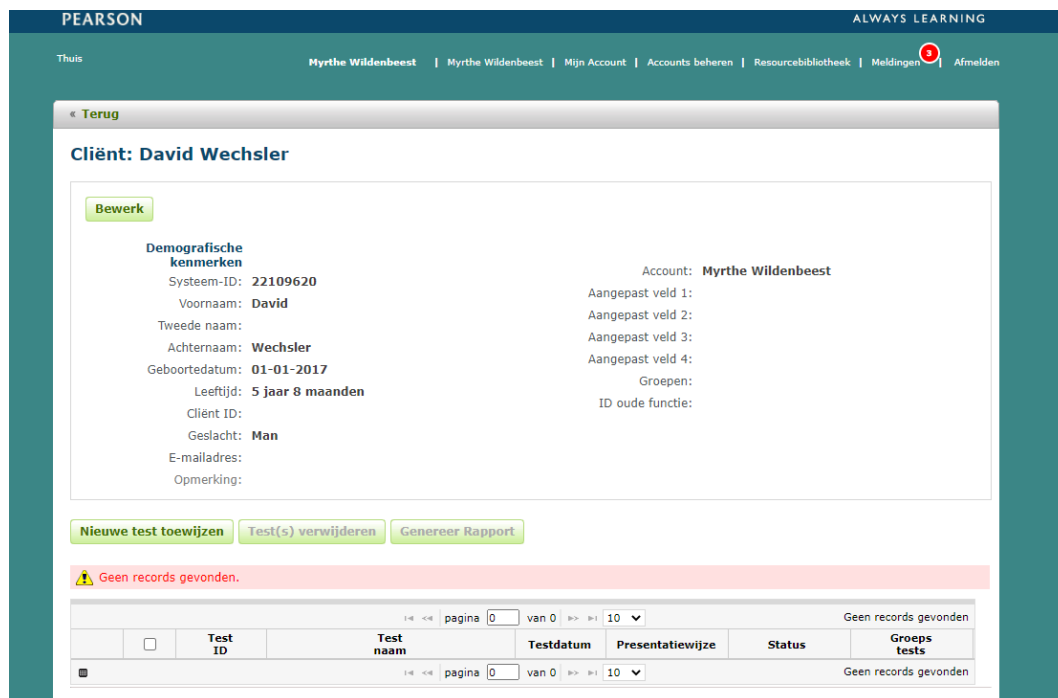 PEARSON
ALWAYS LEARNING
Thuis
Myrthe Wildenbeest | Myrthe Wildenbeest | Mijn Account | Accounts beheren | Resourcebibliotheek | Meldingen 3 | Afmelden
« Terug
Cliënt: David Wechsler
Bewerk
Demografische
kenmerken
Systeem-ID: 22109620
Voornaam: David
Tweede naam:
Achternaam: Wechsler
Geboortedatum: 01-01-2017
Leeftijd: 5 jaar 8 maanden
Cliënt ID:
Geslacht: Man
E-mailadres:
Opmerking:
Account: Myrthe Wildenbeest
Aangepast veld 1:
Aangepast veld 2:
Aangepast veld 3:
Aangepast veld 4:
Groepen:
ID oude functie:
Nieuwe test toewijzen
Test(s) verwijderen
Genereer Rapport
Geen records gevonden.
pagina 0 van 0 10 Geen records gevonden
Test ID
Test naam
Testdatum
Presentatiewijze
Status
Groeps tests
pagina 0 van 0 10 Geen records gevonden